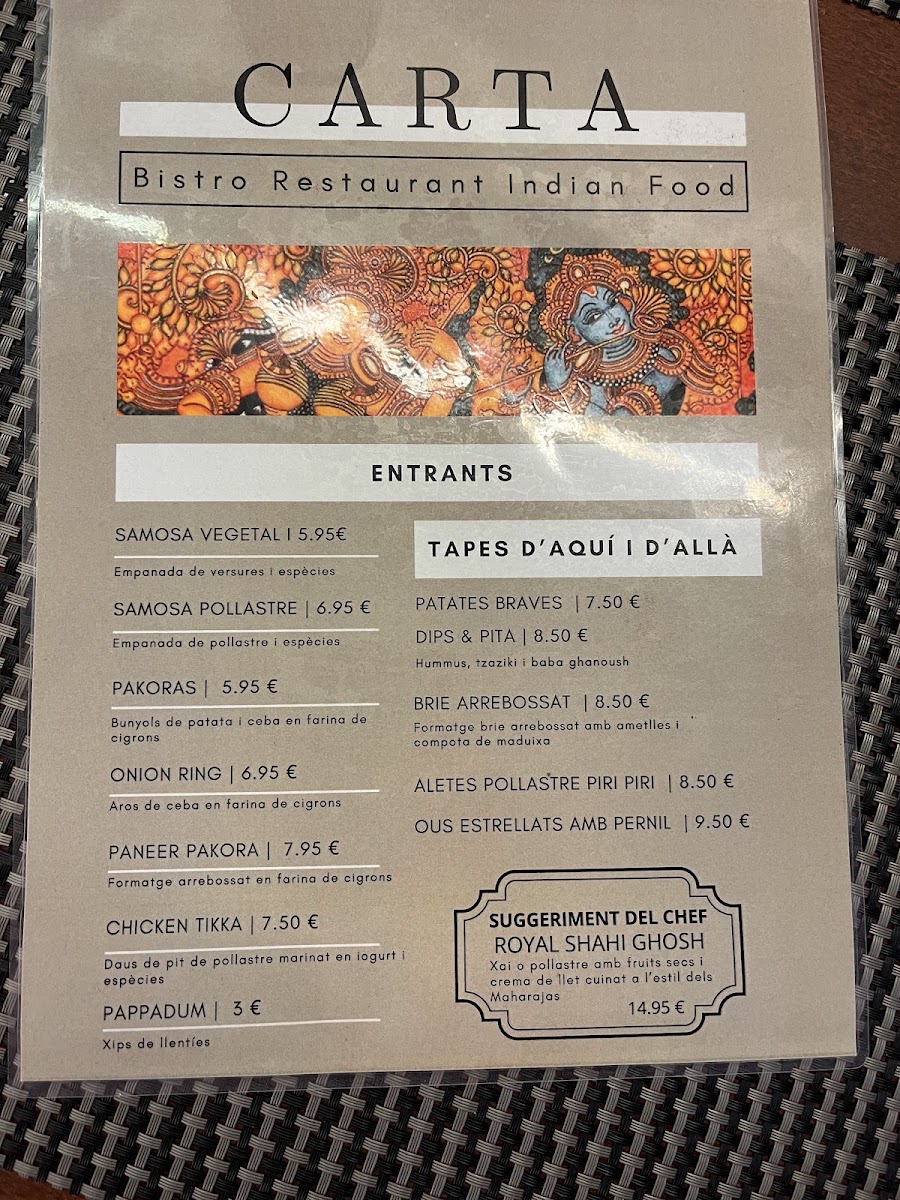 CARTA
Bistro Restaurant Indian Food
ENTRANTS
SAMOSA VEGETAL I 5.95€
Empanada de versures i espècies
SAMOSA POLLASTRE | 6.95 €
Empanada de pollastre i espècies
PAKORAS | 5.95 €
Bunyols de patata i ceba en farina de
cigrons
ONION RING | 6.95 €
Aros de ceba en farina de cigrons
PANEER PAKORA | 7.95 €
Formatge arrebossat en farina de cigrons
CHICKEN TIKKA | 7.50 €
Daus de pit de pollastre marinat en iogurt i
espècies
PAPPADUM | 3 €
Xips de llentíes
TAPES D'AQUÍ I D'ALLÀ
PATATES BRAVES | 7.50 €
DIPS & PITA | 8.50 €
Hummus, tzaziki i baba ghanoush
BRIE ARREBOSSAT | 8.50 €
Formatge brie arrebossat amb ametlles i
compota de maduixa
ALETES POLLASTRE PIRI PIRI | 8.50 €
OUS ESTRELLATS AMB PERNIL | 9.50 €
SUGGERIMENT DEL CHEF
ROYAL SHAHI GHOSH
Xai o pollastre amb fruits secs i
crema de llet cuinat a l'estil dels
Maharajas
14.95 €